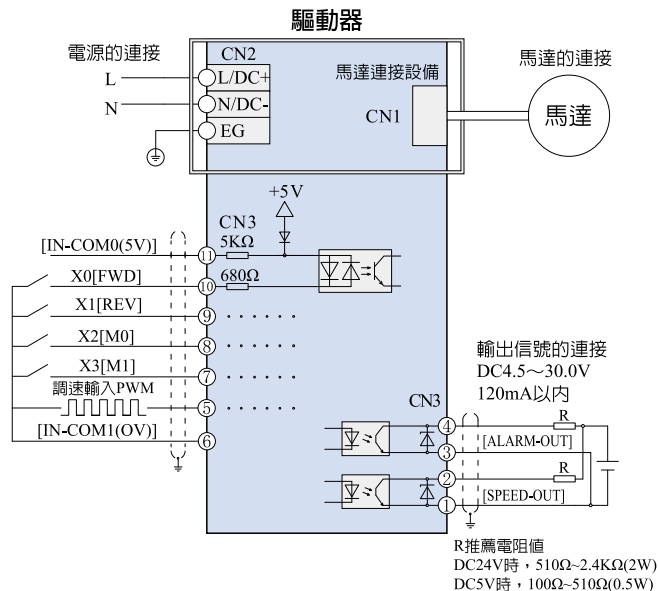 驅動器
電源的連接
L
N
CN2
L/DC+
N/DC-
EG
馬達連接設備
CN1
馬達的連接
馬達
+5V
CN3
5KΩ
680Ω
[IN-COM0(5V)
X0[FWD]
X1[REV]
X2[M0]
X3[M1]
調速輸入PWM
[IN-COM1(OV)]
⑪
⑩
⑨
⑧
⑦
⑤
⑥
輸出信號的連接
DC4.5～30.0V
120mA以内
CN3
④
③
②
①
R
[ALARM-OUT]
R
[SPEED-OUT]
R推薦電阻値
DC24V時，510Ω~2.4KΩ(2W)
DC5V時，100Ω~510Ω(0.5W)